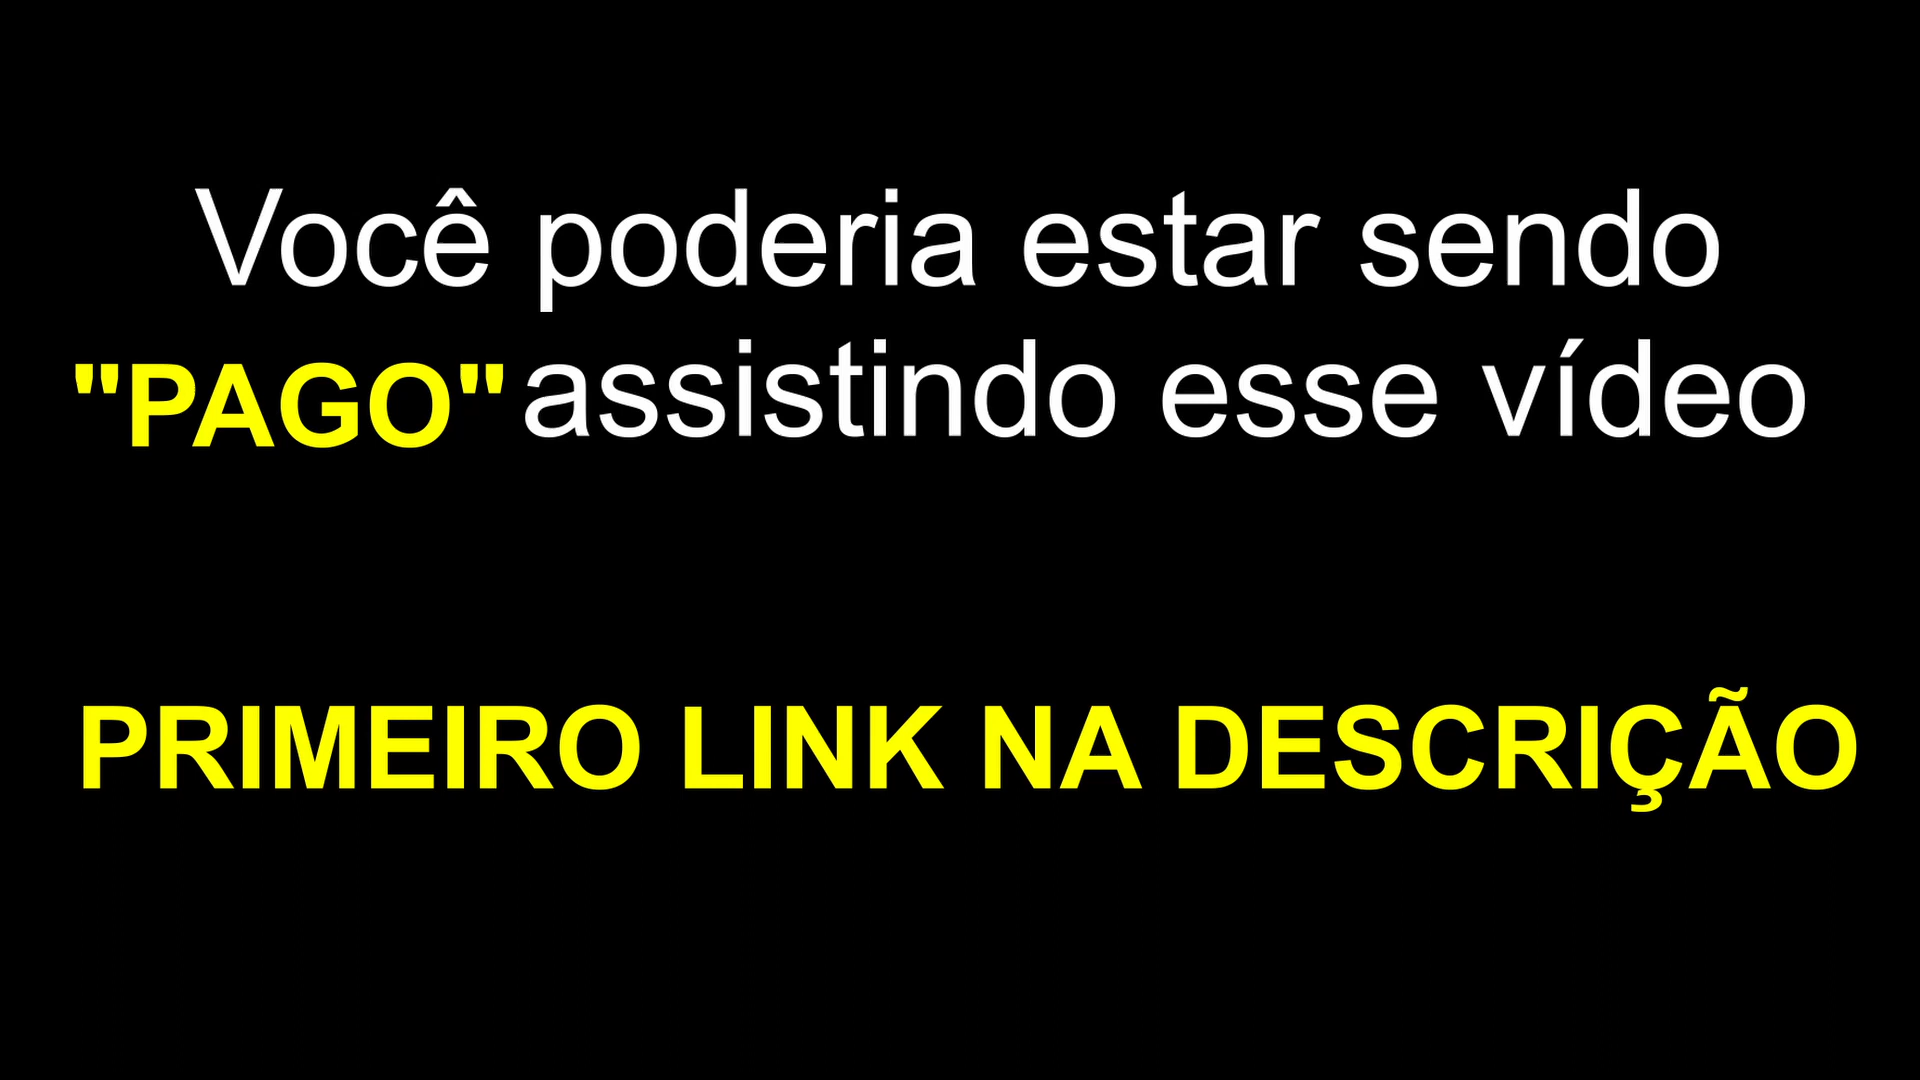 Você poderia estar sendo
"PAGO" assistindo esse vídeo
PRIMEIRO LINK NA DESCRIÇÃO